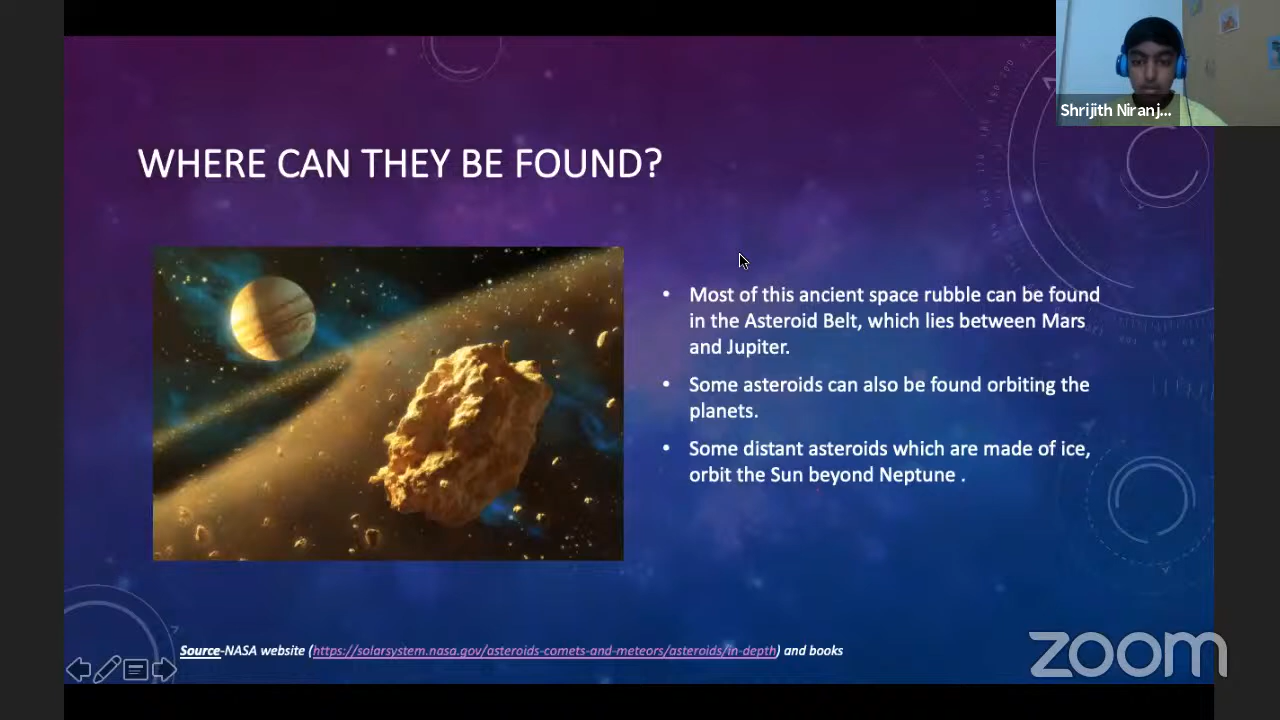 Shrijith Niranj...
WHERE CAN THEY BE FOUND?
• Most of this ancient space rubble can be found
in the Asteroid Belt, which lies between Mars
and Jupiter.
• Some asteroids can also be found orbiting the
planets.
• Some distant asteroids which are made of ice,
orbit the Sun beyond Neptune .
Source-NASA website (https://solarsystem.nasa.gov/asteroids-comets-and-meteors/asteroids/in-depth) and books
zoom